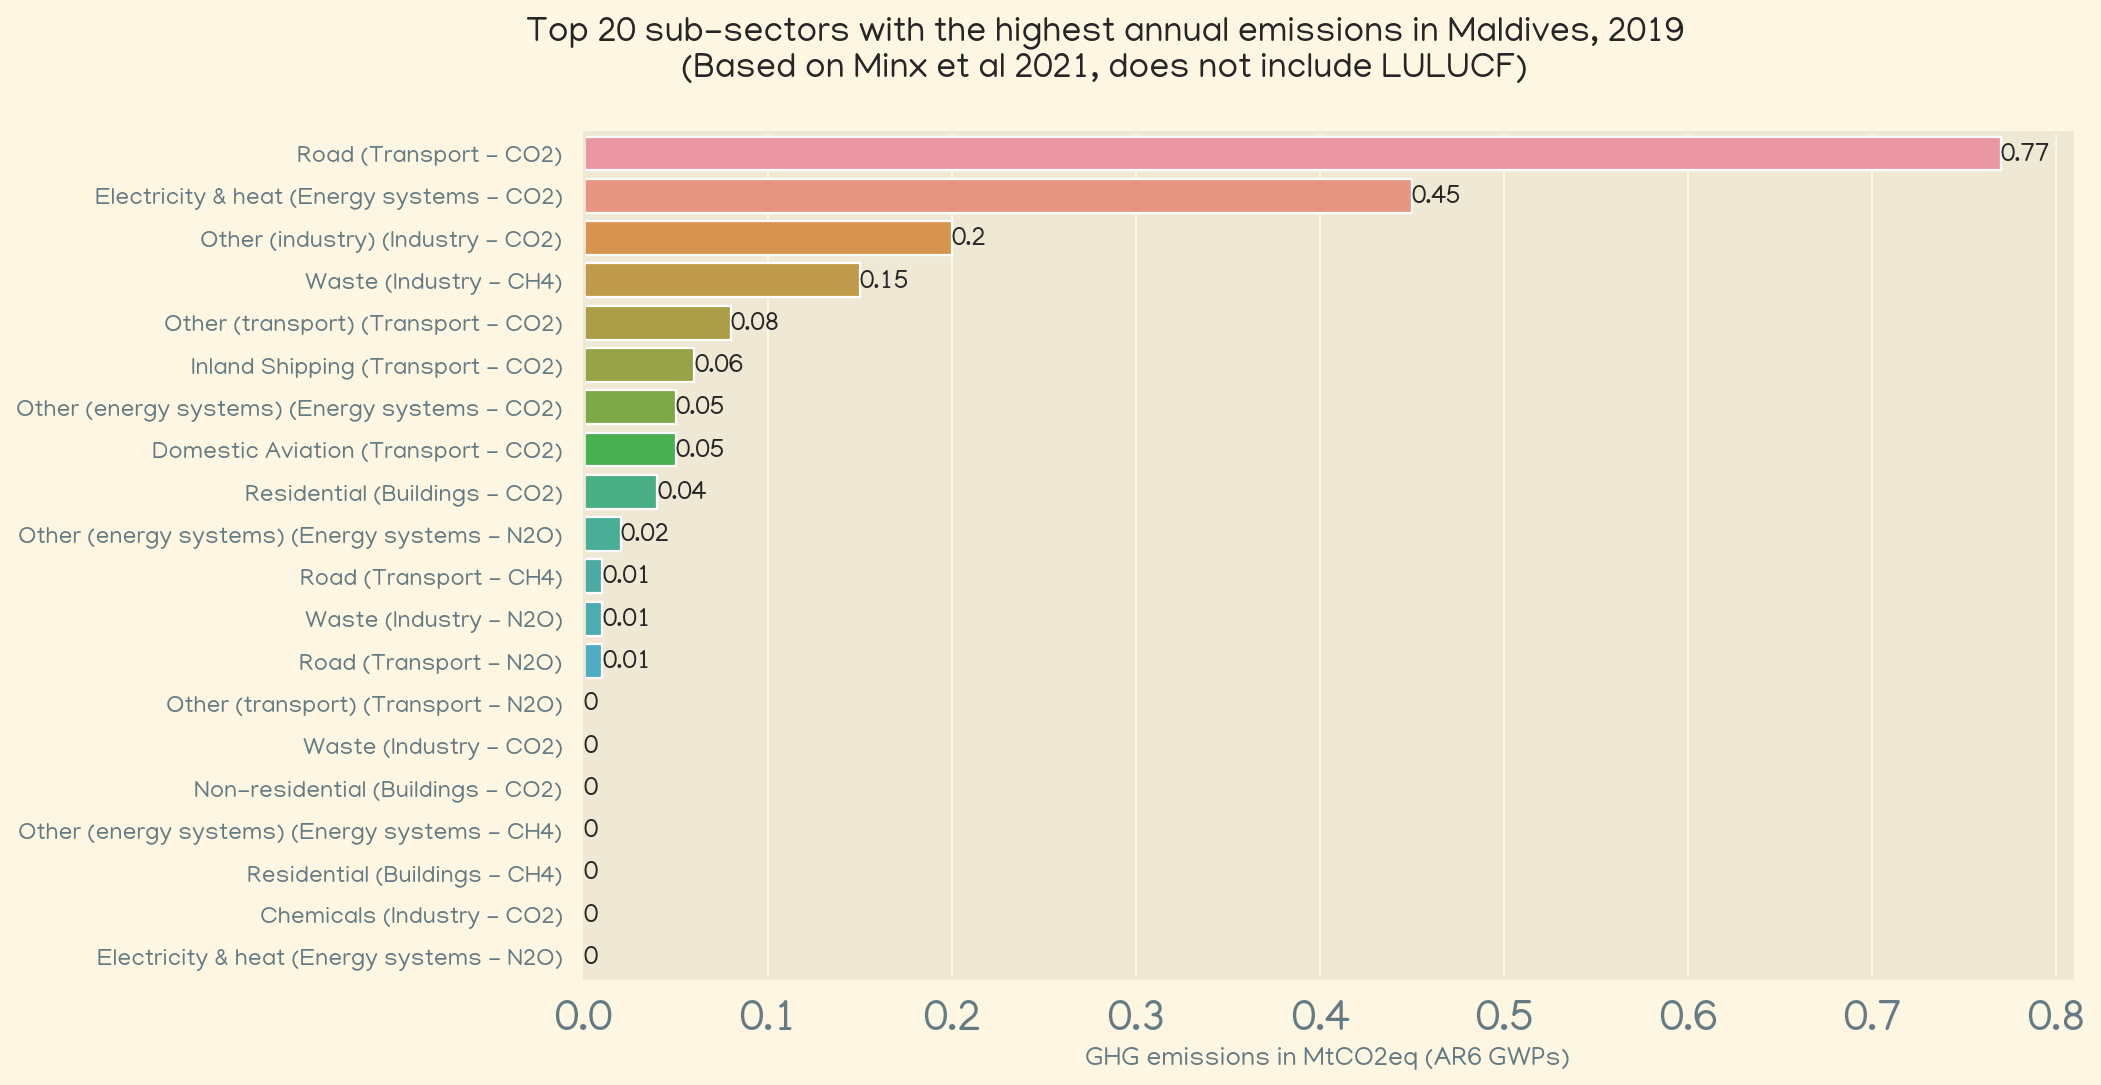 Top 20 sub-sectors with the highest annual emissions in Maldives, 2019
(Based on Minx et al 2021, does not include LULUCF)
Road (Transport - CO2) 0.77
Electricity & heat (Energy systems - CO2) 0.45
Other (industry) (Industry - CO2) 0.2
Waste (Industry - CH4) 0.15
Other (transport) (Transport - CO2) 0.08
Inland Shipping (Transport - CO2) 0.06
Other (energy systems) (Energy systems - CO2) 0.05
Domestic Aviation (Transport - CO2) 0.05
Residential (Buildings - CO2) 0.04
Other (energy systems) (Energy systems - N2O) 0.02
Road (Transport - CH4) 0.01
Waste (Industry - N2O) 0.01
Road (Transport - N2O) 0.01
Other (transport) (Transport - N2O) 0
Waste (Industry - CO2) 0
Non-residential (Buildings - CO2) 0
Other (energy systems) (Energy systems - CH4) 0
Residential (Buildings - CH4) 0
Chemicals (Industry - CO2) 0
Electricity & heat (Energy systems - N2O) 0
0.0 0.1 0.2 0.3 0.4 0.5 0.6 0.7 0.8
GHG emissions in MtCO2eq (AR6 GWPs)